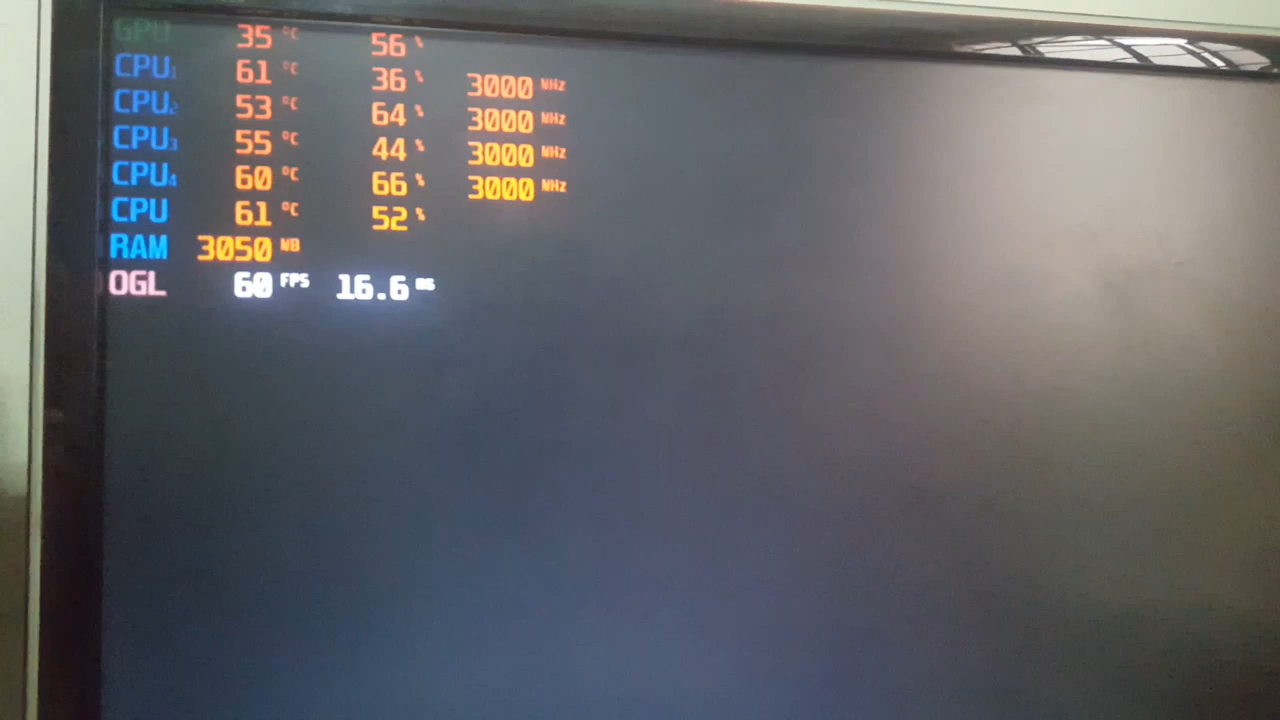 GPU 35 °C 56 %
CPU1 61 °C 36 % 3000 MHz
CPU2 53 °C 64 % 3000 MHz
CPU3 55 °C 44 % 3000 MHz
CPU4 60 °C 66 % 3000 MHz
CPU 61 °C 52 %
RAM 3050 MB
OGL 60 FPS 16.6 ms